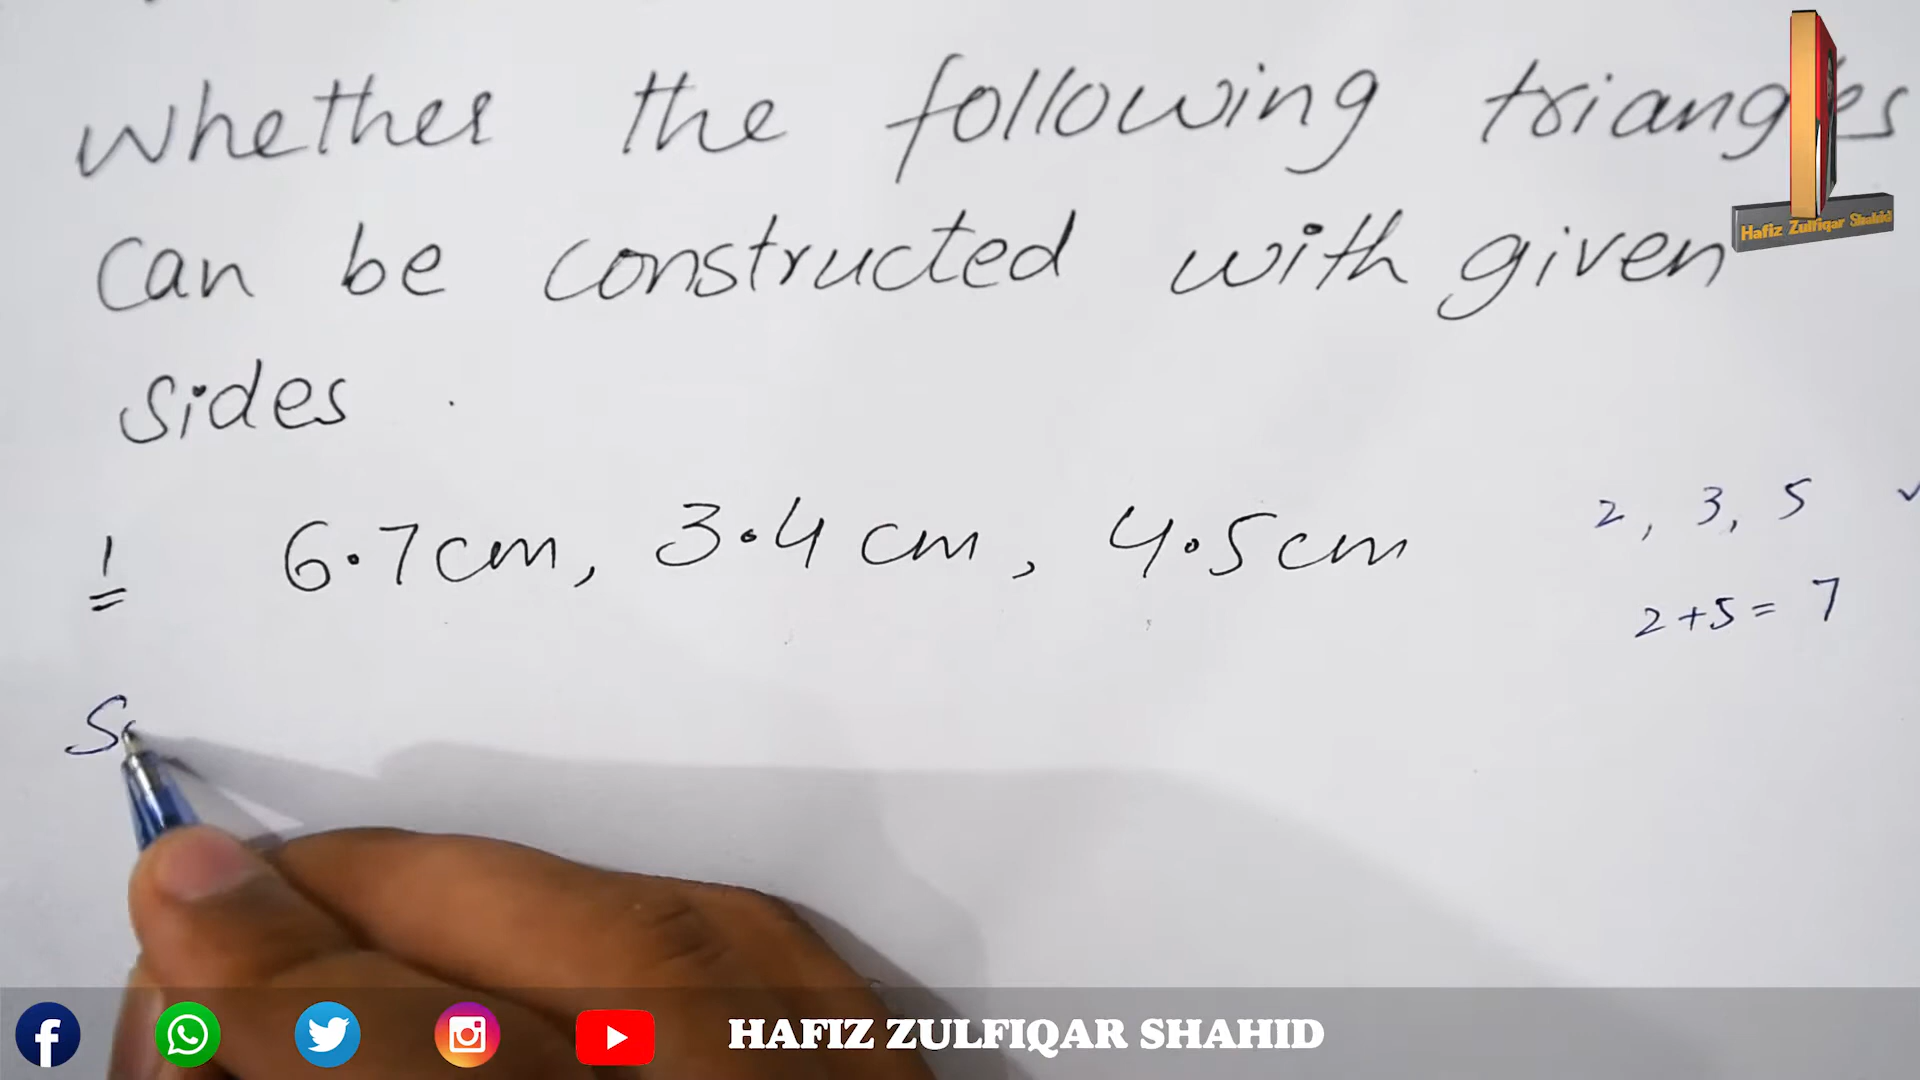 Whether the following triangles
can be constructed with given
sides .
1 6.7cm, 3.4 cm, 4.5cm
2, 3, 5 ✓
2+5= 7
So
Hafiz Zulfiqar Shahid
HAFIZ ZULFIQAR SHAHID